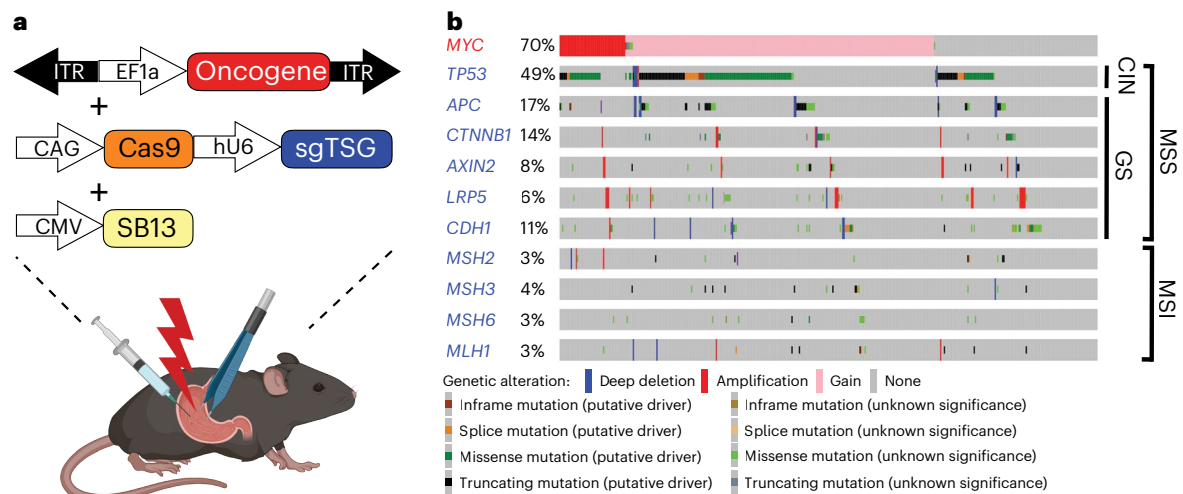 a
ITR EF1a Oncogene ITR
+
CAG Cas9 hU6 sgTSG
+
CMV SB13
b
MYC 70%
TP53 49%
APC 17%
CTNNB1 14%
AXIN2 8%
LRP5 6%
CDH1 11%
MSH2 3%
MSH3 4%
MSH6 3%
MLH1 3%
CIN
GS
MSS
MSI
Genetic alteration: Deep deletion Amplification Gain None
Inframe mutation (putative driver) Inframe mutation (unknown significance)
Splice mutation (putative driver) Splice mutation (unknown significance)
Missense mutation (putative driver) Missense mutation (unknown significance)
Truncating mutation (putative driver) Truncating mutation (unknown significance)